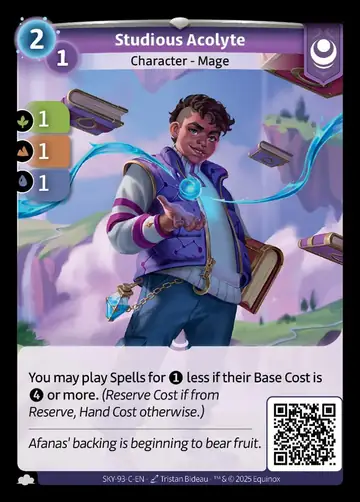 2
Studious Acolyte
1
Character - Mage
1
1
1
You may play Spells for 1 less if their Base Cost is
4 or more. (Reserve Cost if from
Reserve, Hand Cost otherwise.)
Afanas' backing is beginning to bear fruit.
SKY-93-C-EN - Tristan Bideau - ™ & © 2025 Equinox